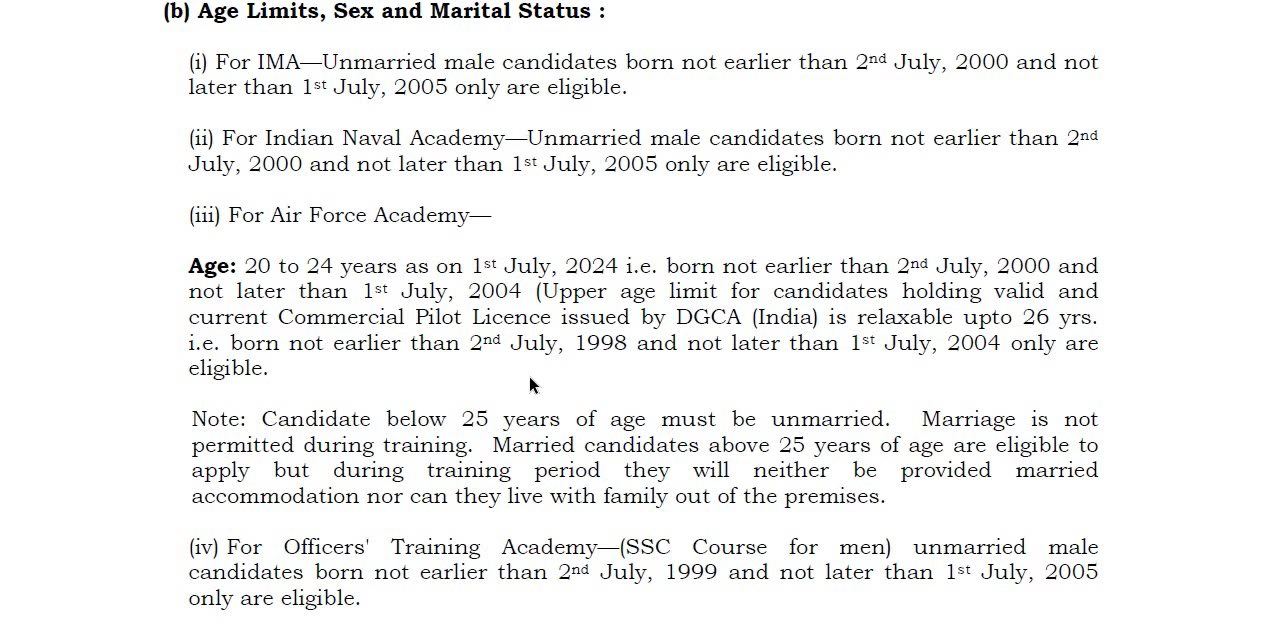 (b) Age Limits, Sex and Marital Status :
(i) For IMA—Unmarried male candidates born not earlier than 2nd July, 2000 and not
later than 1st July, 2005 only are eligible.
(ii) For Indian Naval Academy—Unmarried male candidates born not earlier than 2nd
July, 2000 and not later than 1st July, 2005 only are eligible.
(iii) For Air Force Academy—
Age: 20 to 24 years as on 1st July, 2024 i.e. born not earlier than 2nd July, 2000 and
not later than 1st July, 2004 (Upper age limit for candidates holding valid and
current Commercial Pilot Licence issued by DGCA (India) is relaxable upto 26 yrs.
i.e. born not earlier than 2nd July, 1998 and not later than 1st July, 2004 only are
eligible.
Note: Candidate below 25 years of age must be unmarried. Marriage is not
permitted during training. Married candidates above 25 years of age are eligible to
apply but during training period they will neither be provided married
accommodation nor can they live with family out of the premises.
(iv) For Officers' Training Academy—(SSC Course for men) unmarried male
candidates born not earlier than 2nd July, 1999 and not later than 1st July, 2005
only are eligible.